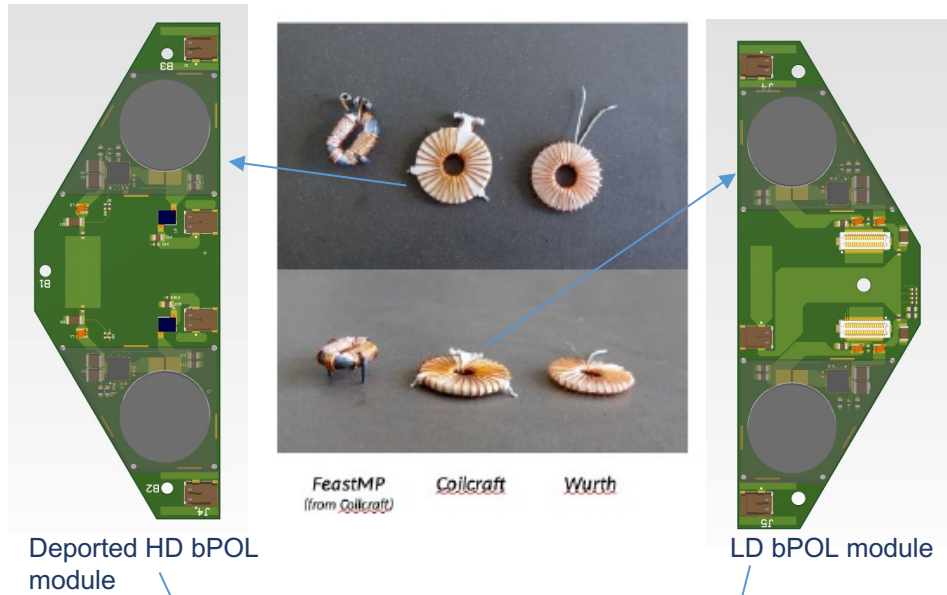 B3
B1
B2
J4
J5
FeastMP
(from Coilcraft)
Coilcraft
Wurth
Deported HD bPOL
module
LD bPOL module